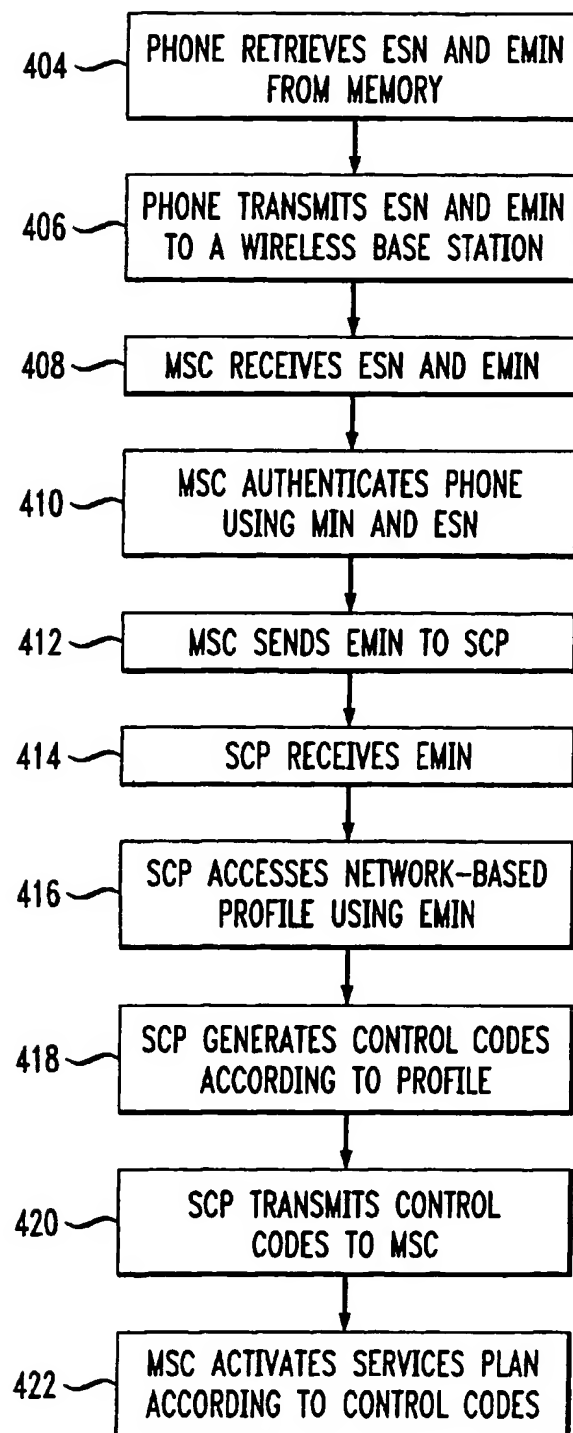 404
PHONE RETRIEVES ESN AND EMIN
FROM MEMORY
406
PHONE TRANSMITS ESN AND EMIN
TO A WIRELESS BASE STATION
408
MSC RECEIVES ESN AND EMIN
410
MSC AUTHENTICATES PHONE
USING MIN AND ESN
412
MSC SENDS EMIN TO SCP
414
SCP RECEIVES EMIN
416
SCP ACCESSES NETWORK-BASED
PROFILE USING EMIN
418
SCP GENERATES CONTROL CODES
ACCORDING TO PROFILE
420
SCP TRANSMITS CONTROL
CODES TO MSC
422
MSC ACTIVATES SERVICES PLAN
ACCORDING TO CONTROL CODES